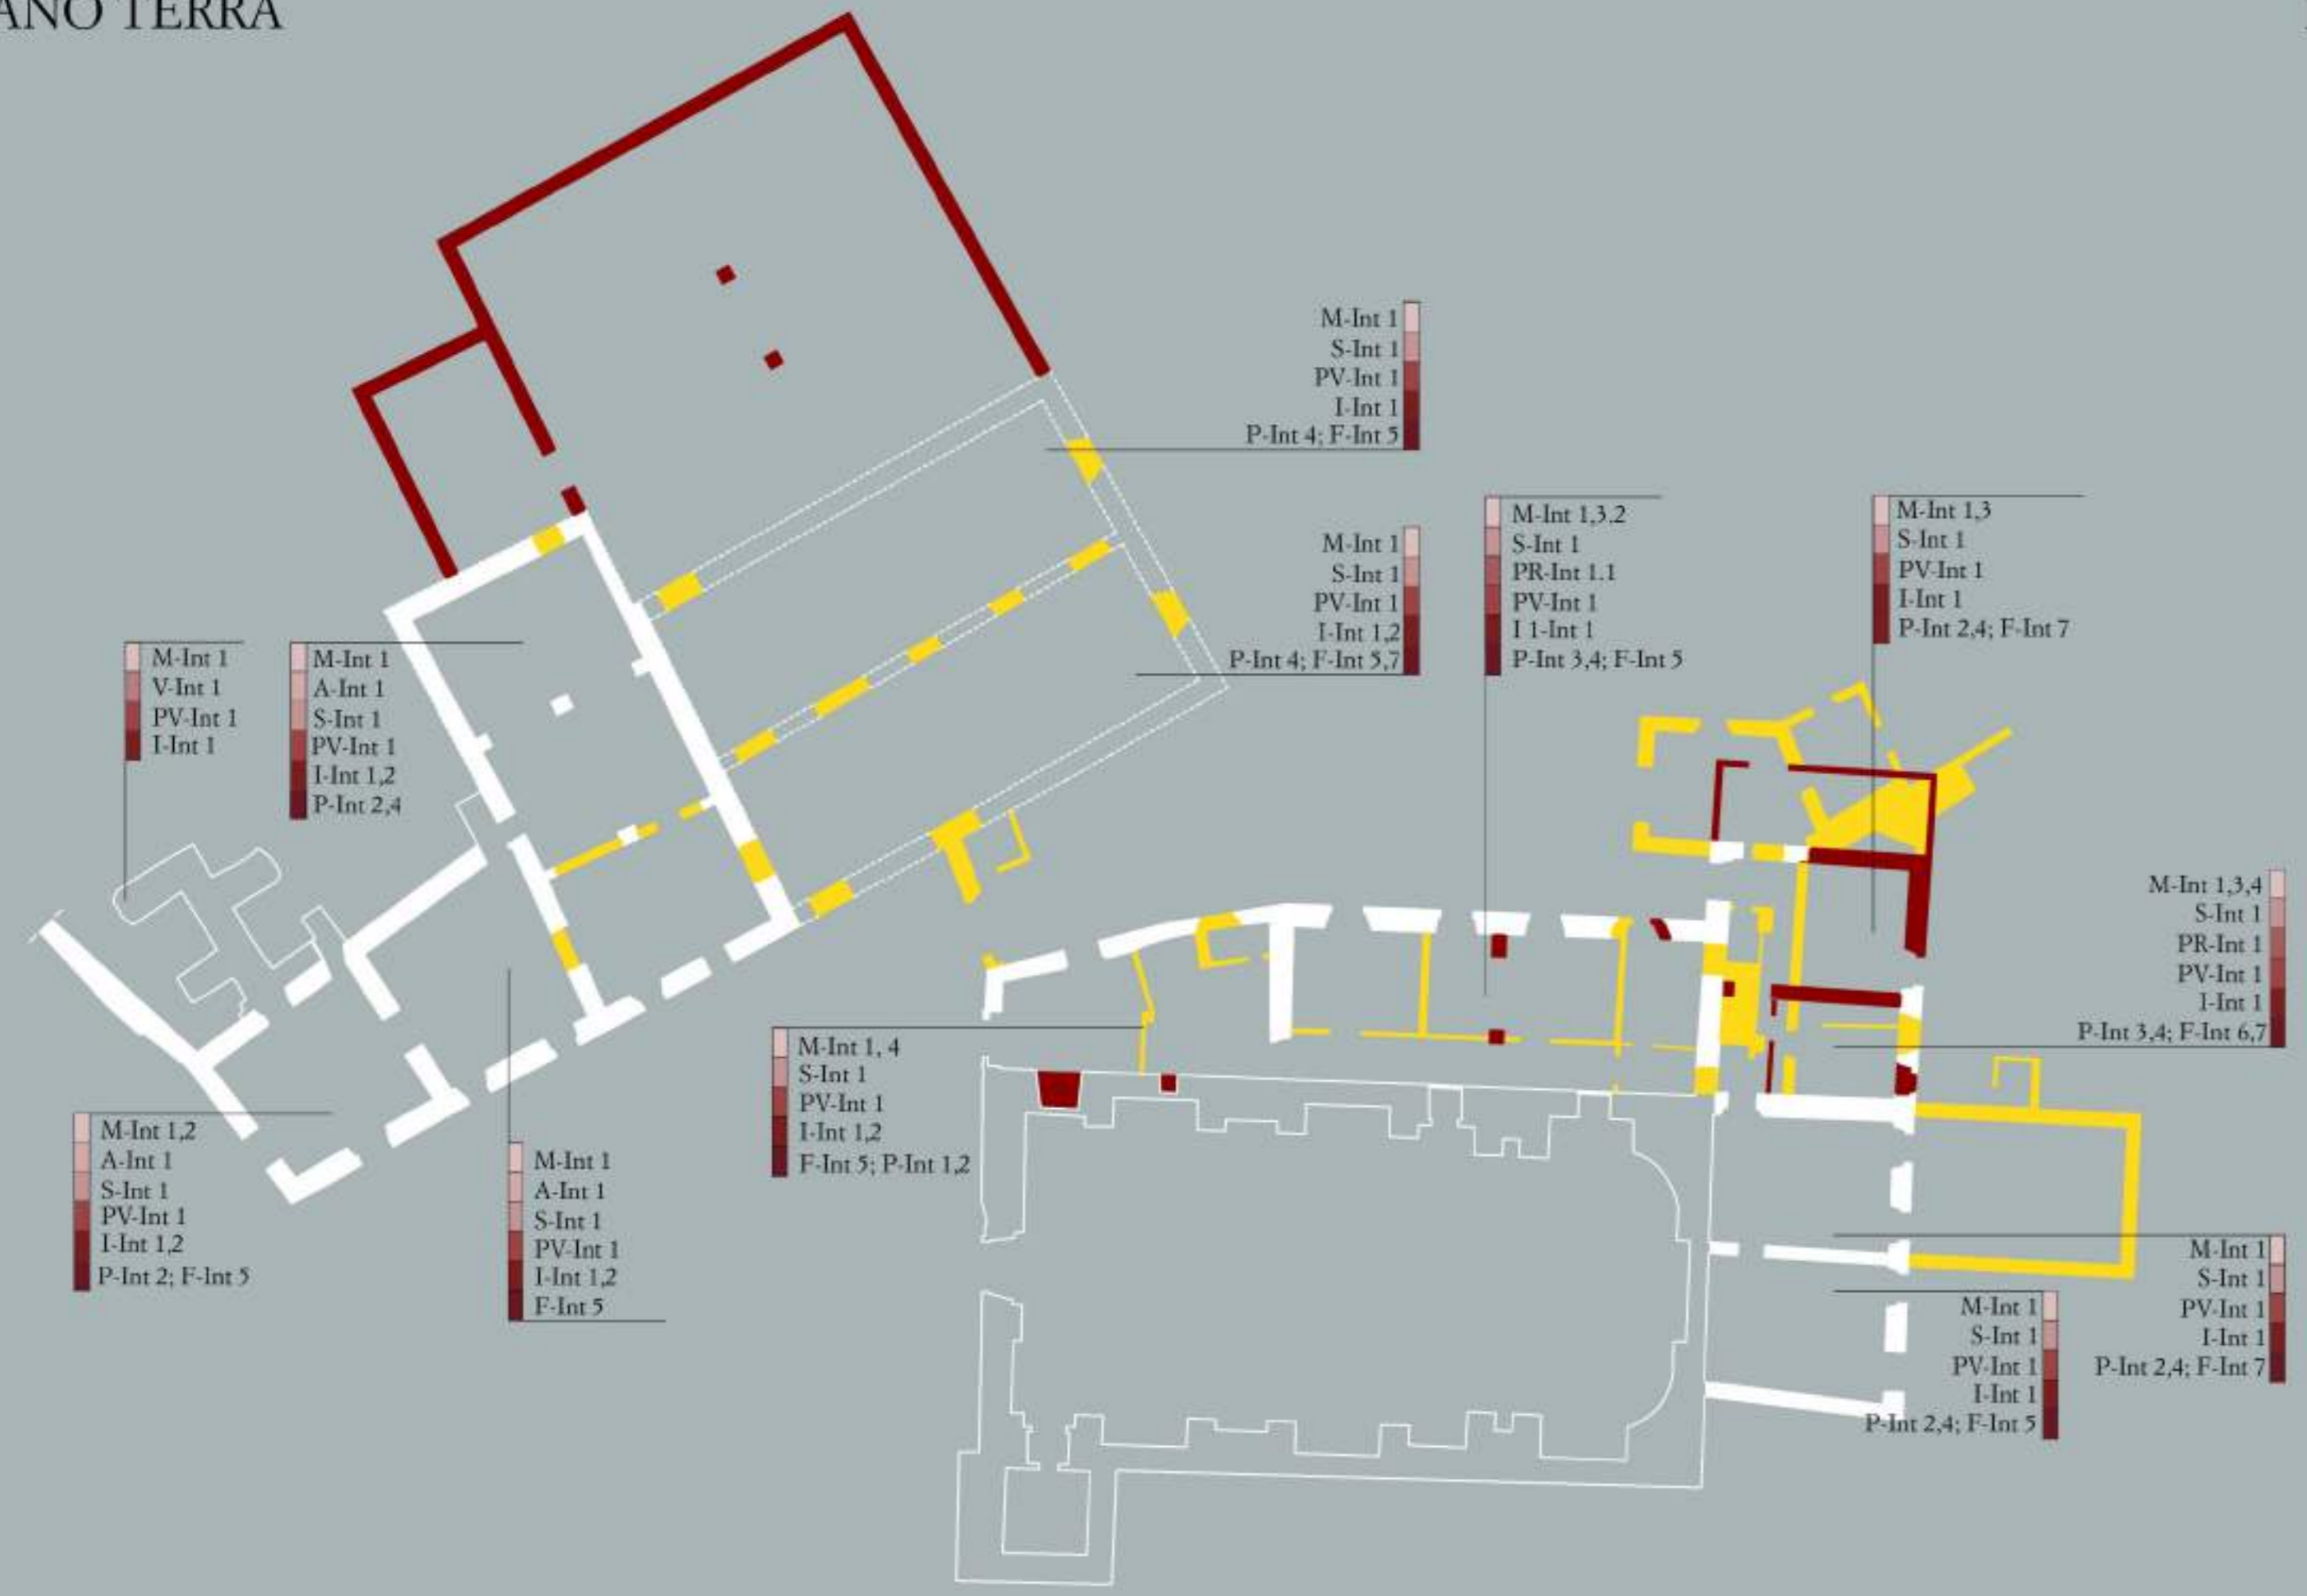 ANO TERRA
M-Int 1
S-Int 1
PV-Int 1
I-Int 1
P-Int 4; F-Int 5
M-Int 1
S-Int 1
PV-Int 1
I-Int 1,2
P-Int 4; F-Int 5,7
M-Int 1,3.2
S-Int 1
PR-Int 1.1
PV-Int 1
I 1-Int 1
P-Int 3,4; F-Int 5
M-Int 1,3
S-Int 1
PV-Int 1
I-Int 1
P-Int 2,4; F-Int 7
M-Int 1
V-Int 1
PV-Int 1
I-Int 1
M-Int 1
A-Int 1
S-Int 1
PV-Int 1
I-Int 1,2
P-Int 2,4
M-Int 1,3,4
S-Int 1
PR-Int 1
PV-Int 1
I-Int 1
P-Int 3,4; F-Int 6,7
M-Int 1, 4
S-Int 1
PV-Int 1
I-Int 1,2
F-Int 5; P-Int 1,2
M-Int 1,2
A-Int 1
S-Int 1
PV-Int 1
I-Int 1,2
P-Int 2; F-Int 5
M-Int 1
A-Int 1
S-Int 1
PV-Int 1
I-Int 1,2
F-Int 5
M-Int 1
S-Int 1
PV-Int 1
I-Int 1
P-Int 2,4; F-Int 7
M-Int 1
S-Int 1
PV-Int 1
I-Int 1
P-Int 2,4; F-Int 5